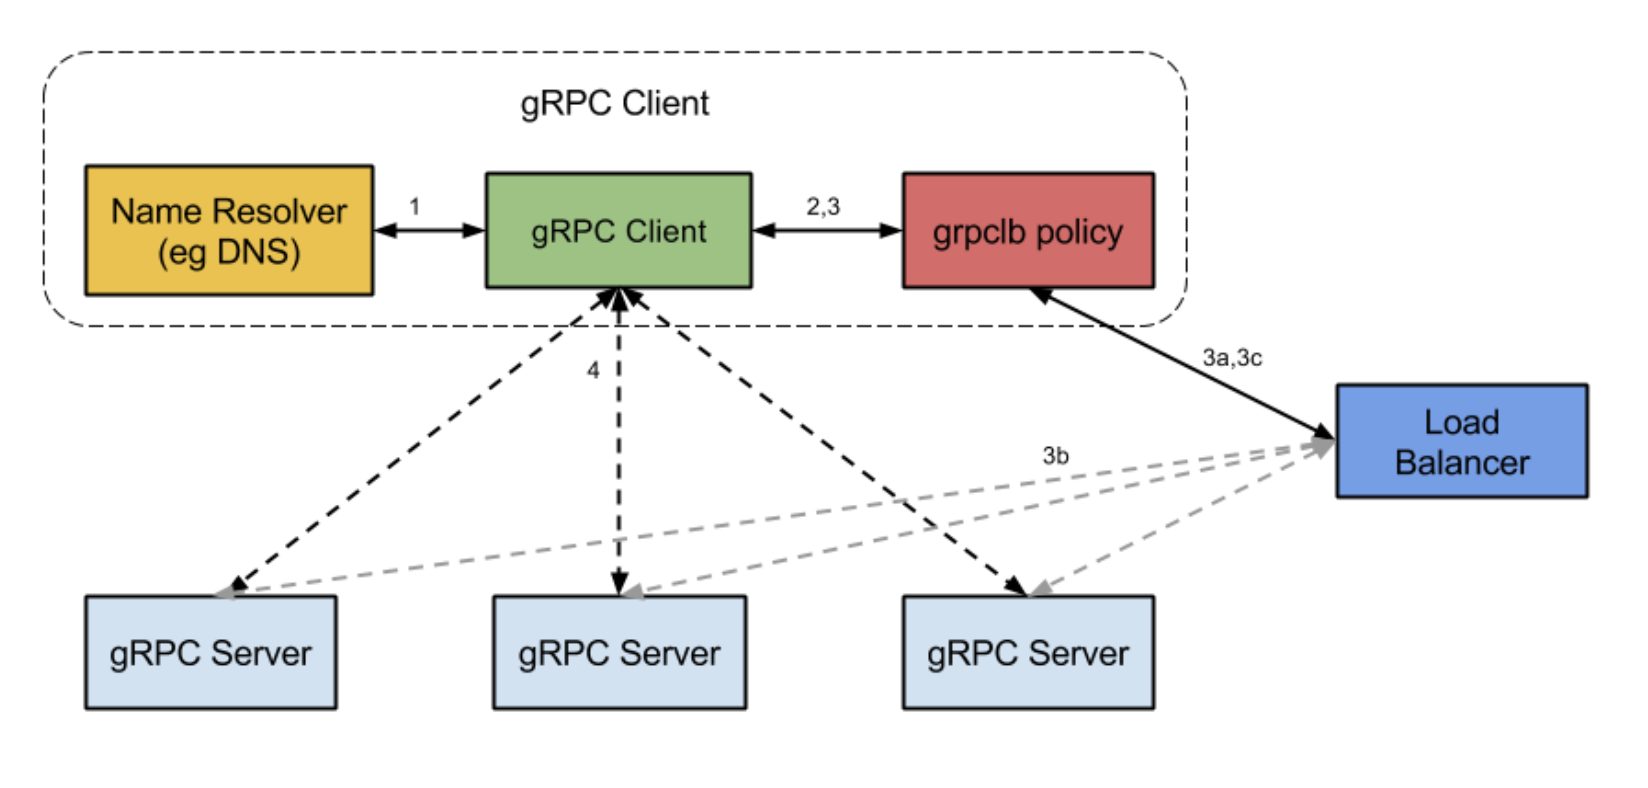 gRPC Client
Name Resolver
(eg DNS)
1
gRPC Client
2,3
grpclb policy
3a,3c
4
Load
Balancer
3b
gRPC Server
gRPC Server
gRPC Server